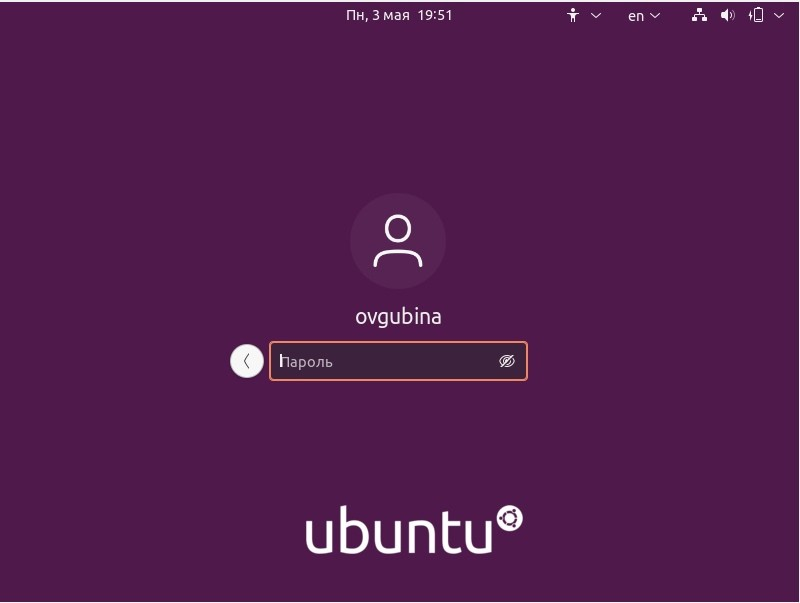 Пн, 3 мая 19:51
en
ovgubina
Пароль
ubuntu